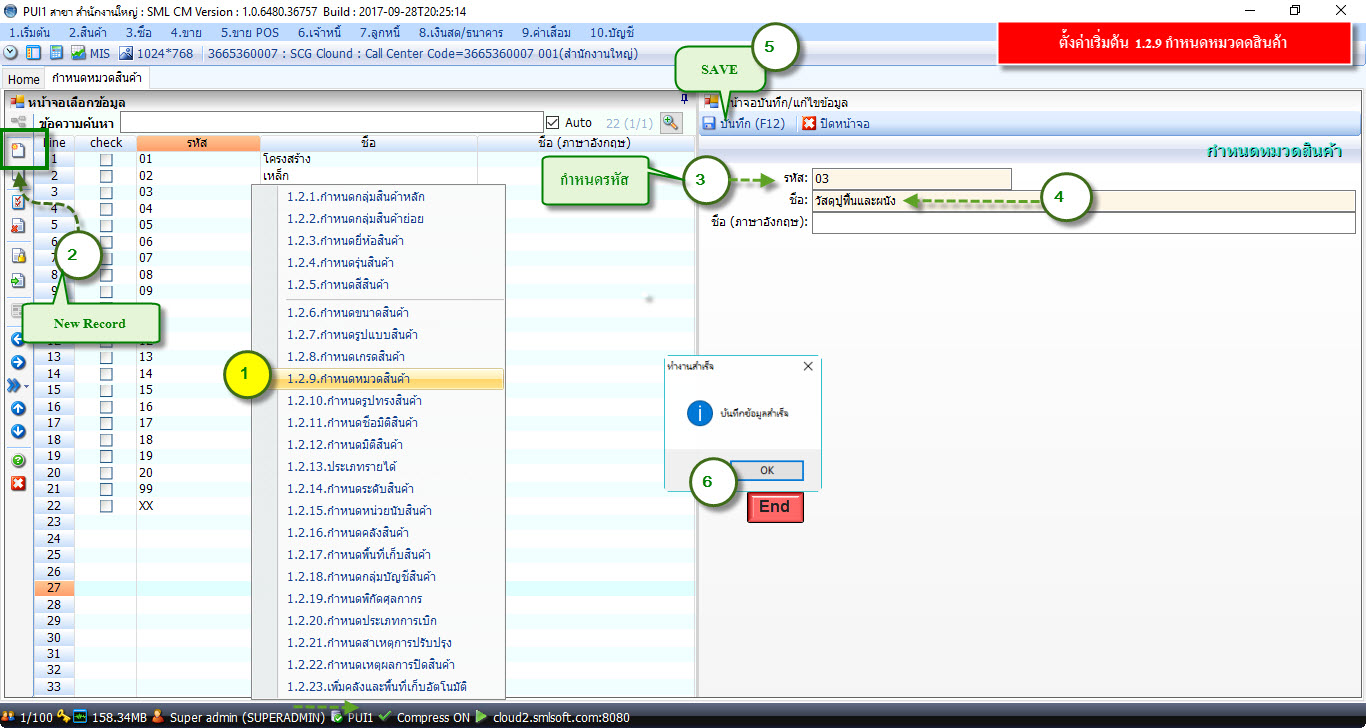 PUI1 สาขา สำนักงานใหญ่ : SML CM Version : 1.0.6480.36757 Build : 2017-09-28T20:25:14
1.เริ่มต้น 2.สินค้า 3.ซื้อ 4.ขาย 5.ขาย POS 6.เจ้าหนี้ 7.ลูกหนี้ 8.เงินสด/ธนาคาร 9.ค่าเสื่อม 10.บัญชี
MIS 1024*768 3665360007 : SCG Clound : Call Center Code=3665360007 001(สำนักงานใหญ่)
ตั้งค่าเริ่มต้น 1.2.9 กำหนดหมวดดสินค้า
5
SAVE
Home กำหนดหมวดสินค้า
หน้าจอเลือกข้อมูล
ข้อความค้นหา Auto 22 (1/1)
Line check รหัส ชื่อ ชื่อ (ภาษาอังกฤษ)
1 01 โครงสร้าง
2 02 เหล็ก
3 03
4 04
5 05
6 06
7 07
8 08
9 09
13 13
14 14
15 15
16 16
17 17
18 18
19 19
20 20
21 99
22 XX
23
24
25
26
27
28
29
30
31
32
33
2
New Record
1
1.2.1.กำหนดกลุ่มสินค้าหลัก
1.2.2.กำหนดกลุ่มสินค้าย่อย
1.2.3.กำหนดยี่ห้อสินค้า
1.2.4.กำหนดรุ่นสินค้า
1.2.5.กำหนดสีสินค้า
1.2.6.กำหนดขนาดสินค้า
1.2.7.กำหนดรูปแบบสินค้า
1.2.8.กำหนดเกรดสินค้า
1.2.9.กำหนดหมวดสินค้า
1.2.10.กำหนดรูปทรงสินค้า
1.2.11.กำหนดชื่อมิติสินค้า
1.2.12.กำหนดมิติสินค้า
1.2.13.ประเภทรายได้
1.2.14.กำหนดระดับสินค้า
1.2.15.กำหนดหน่วยนับสินค้า
1.2.16.กำหนดคลังสินค้า
1.2.17.กำหนดพื้นที่เก็บสินค้า
1.2.18.กำหนดกลุ่มบัญชีสินค้า
1.2.19.กำหนดพิกัดศุลกากร
1.2.20.กำหนดประเภทการเบิก
1.2.21.กำหนดสาเหตุการปรับปรุง
1.2.22.กำหนดเหตุผลการปิดสินค้า
1.2.23.เพิ่มคลังและพื้นที่เก็บอัตโนมัติ
หน้าจอบันทึก/แก้ไขข้อมูล
บันทึก (F12) ปิดหน้าจอ
กำหนดหมวดสินค้า
กำหนดรหัส
3
รหัส: 03
ชื่อ: วัสดุปูพื้นและผนัง
4
ชื่อ (ภาษาอังกฤษ):
ทำงานสำเร็จ
บันทึกข้อมูลสำเร็จ
OK
6
End
1/100 158.34MB Super admin (SUPERADMIN) PUI1 Compress ON cloud2.smlsoft.com:8080